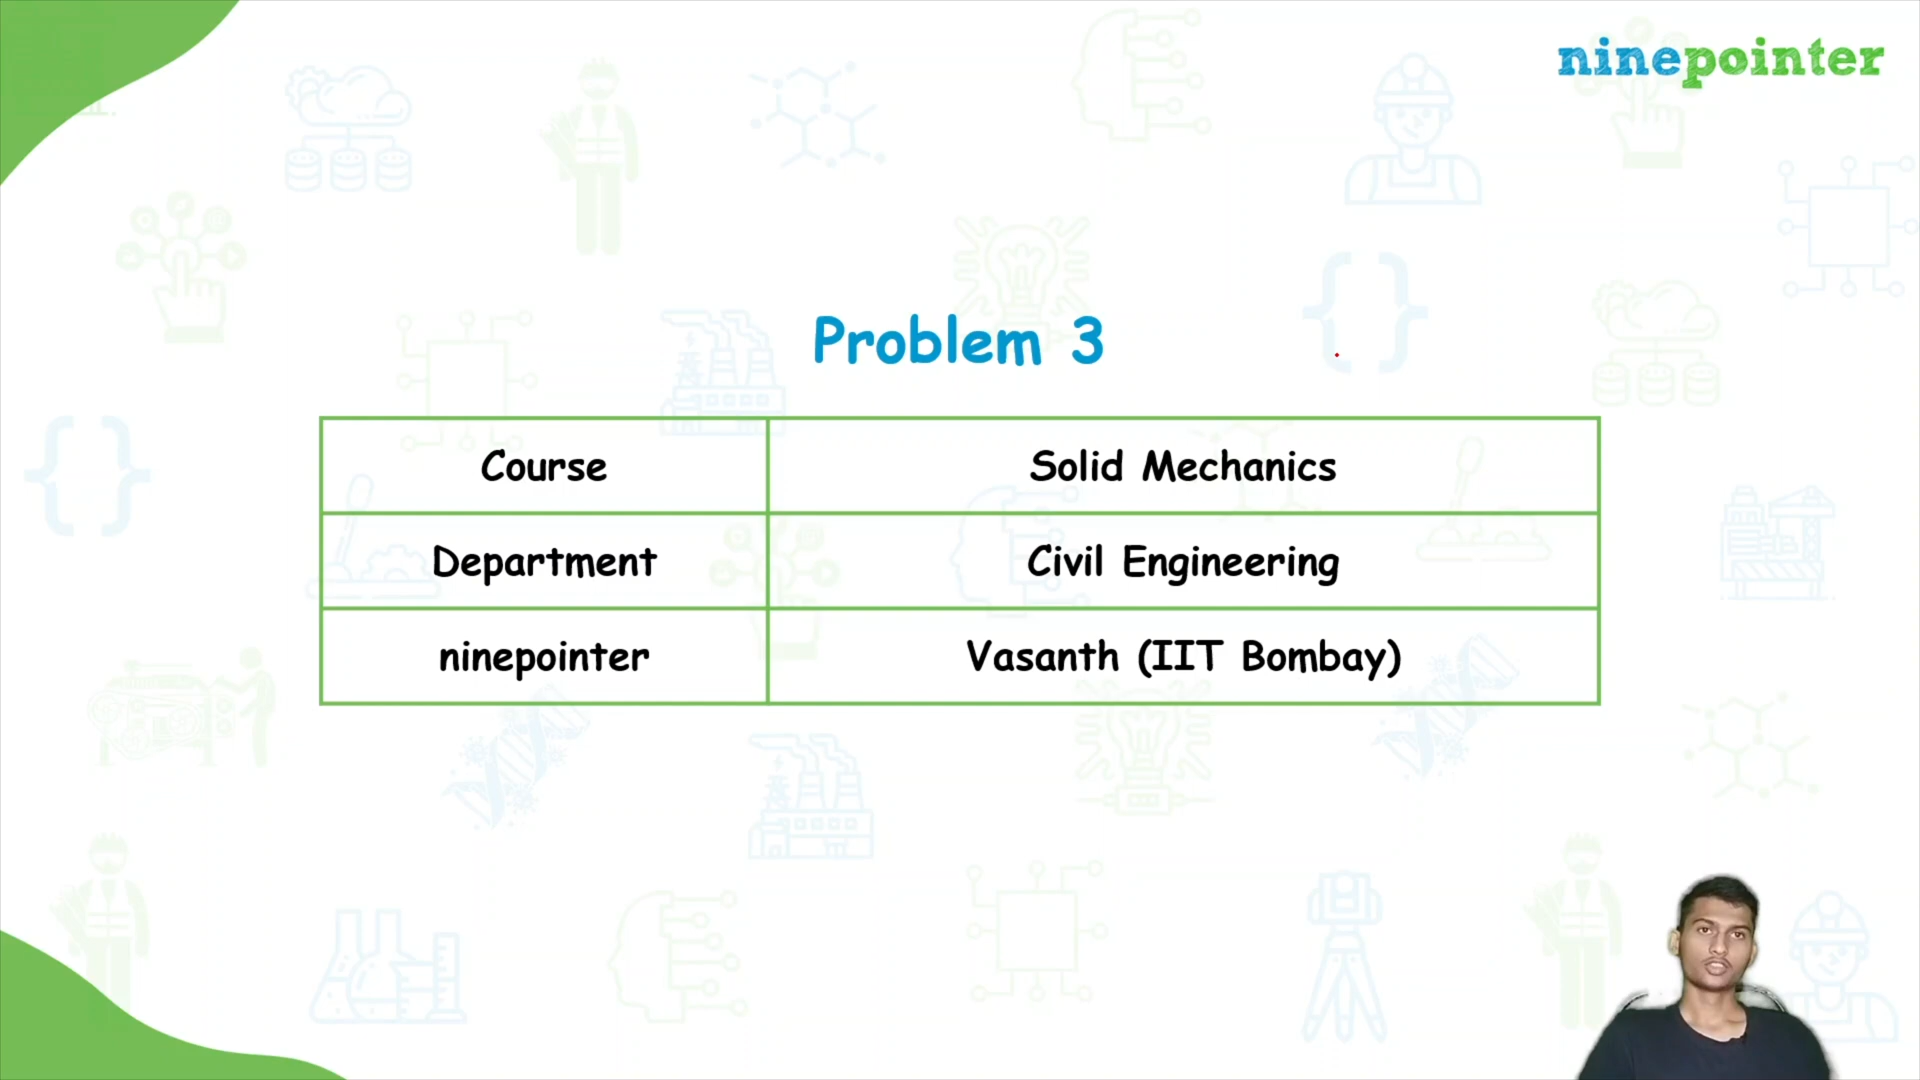 ninepointer
Problem 3
Course Solid Mechanics
Department Civil Engineering
ninepointer Vasanth (IIT Bombay)